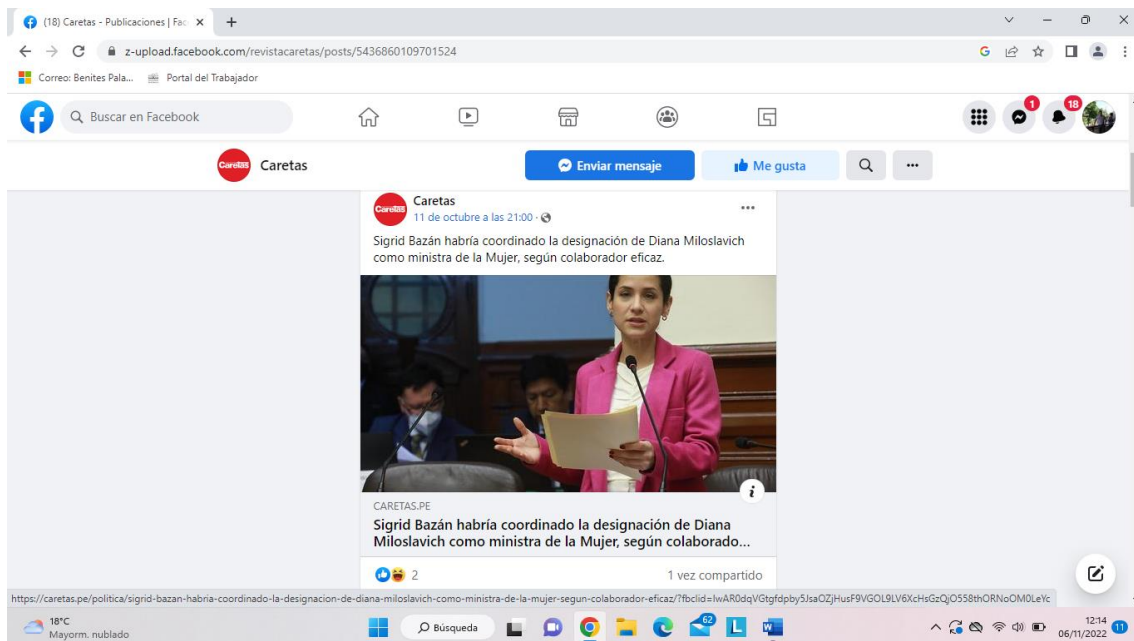 (18) Caretas - Publicaciones | Fac
z-upload.facebook.com/revistacaretas/posts/5436860109701524
Correo: Benites Pala...
Portal del Trabajador
Buscar en Facebook
1
18
Caretas
Caretas
Enviar mensaje
Me gusta
Caretas
Caretas
11 de octubre a las 21:00 ·
Sigrid Bazán habría coordinado la designación de Diana Miloslavich
como ministra de la Mujer, según colaborador eficaz.
CARETAS.PE
Sigrid Bazán habría coordinado la designación de Diana
Miloslavich como ministra de la Mujer, según colaborado...
2
1 vez compartido
https://caretas.pe/politica/sigrid-bazan-habria-coordinado-la-designacion-de-diana-miloslavich-como-ministra-de-la-mujer-segun-colaborador-eficaz/?fbclid=IwAR0dqVGtgfdpby5JsaOZjHusF9VGOL9LV6XcHsGzQjO558thORNoOM0LeYc
18°C
Mayorm. nublado
Búsqueda
62
12:14
06/11/2022
11